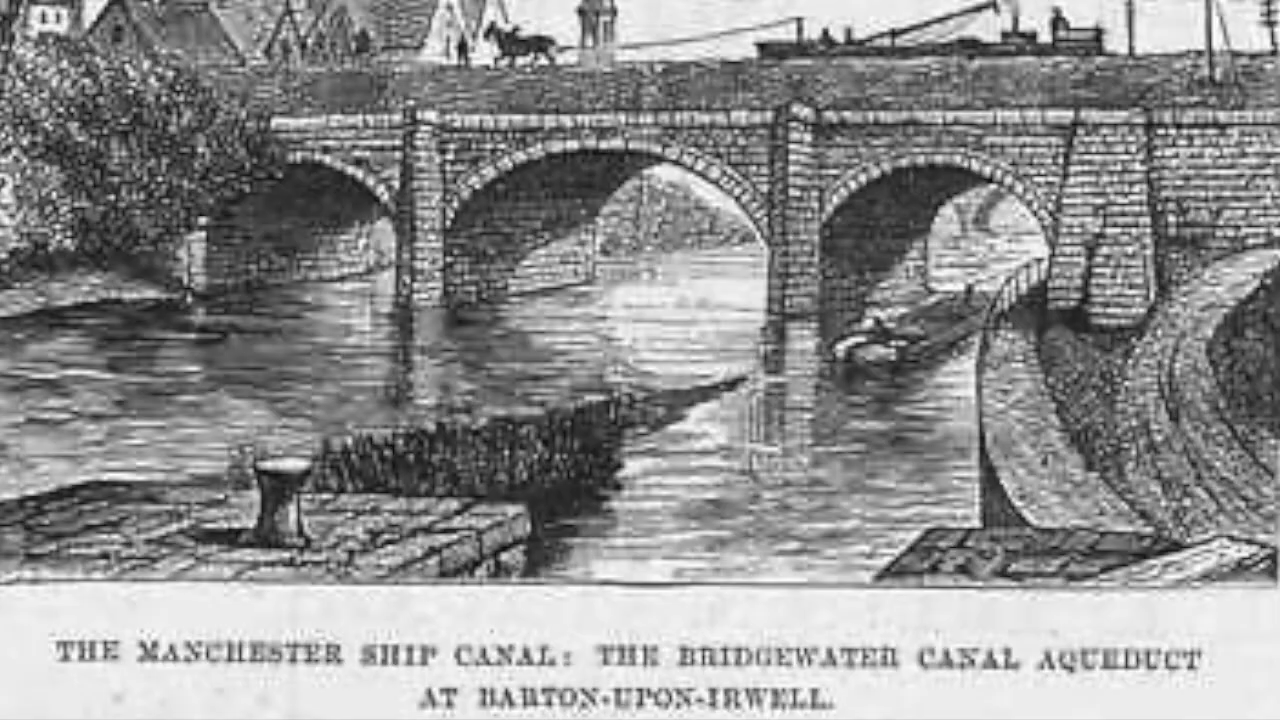 THE MANCHESTER SHIP CANAL: THE BRIDGEWATER CANAL AQUEDUCT
AT BARTON-UPON-IRWELL.